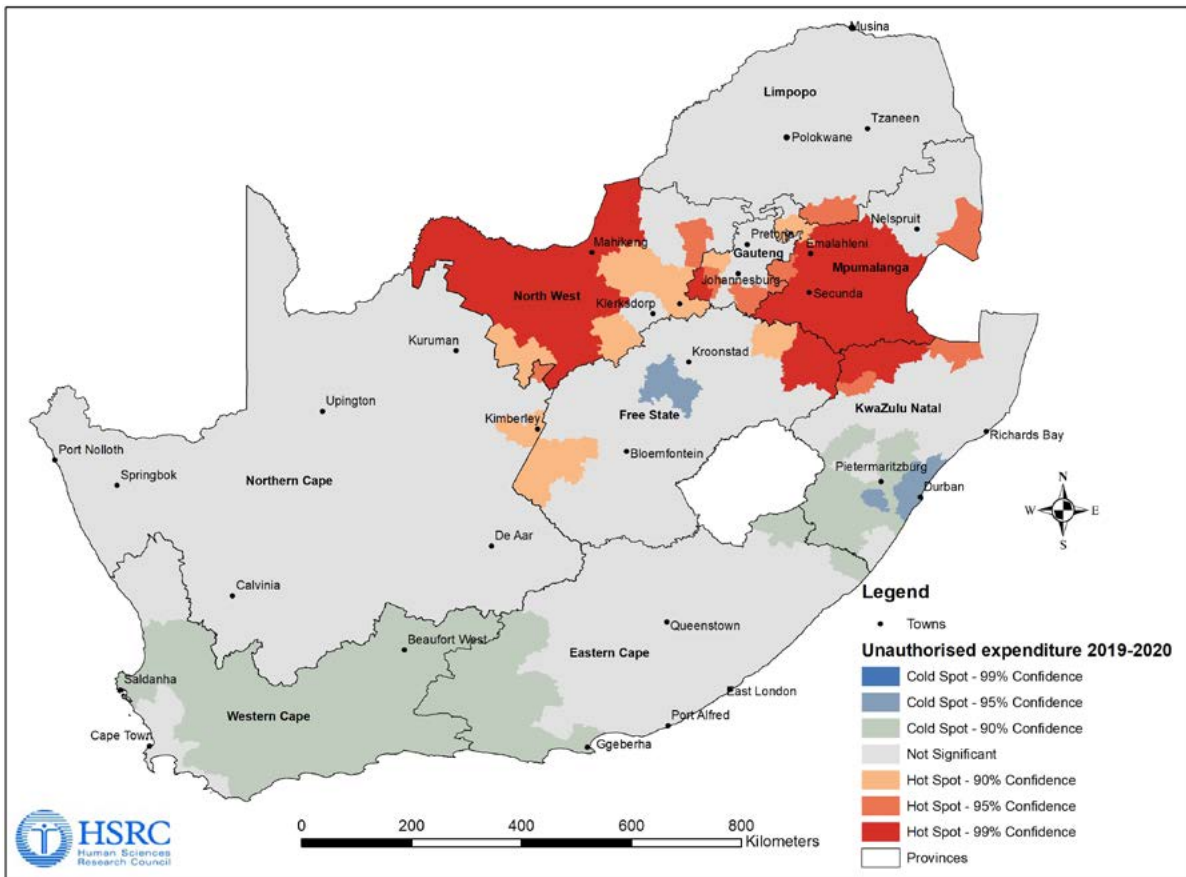 Musina
Limpopo
Tzaneen
Polokwane
Nelspruit
Mahikeng
Pretoria
Emalahleni
Gauteng
Mpumalanga
Johannesburg
North West
Secunda
Klerksdorp
Kuruman
Kroonstad
Upington
Free State
KwaZulu Natal
Kimberley
Richards Bay
Port Nolloth
Bloemfontein
Pietermaritzburg
Springbok
Northern Cape
Durban
N
W E
S
De Aar
Calvinia
Legend
Towns
Queenstown
Beaufort West
Unauthorised expenditure 2019-2020
Eastern Cape
Cold Spot - 99% Confidence
Saldanha
East London
Cold Spot - 95% Confidence
Western Cape
Cold Spot - 90% Confidence
Port Alfred
Cape Town
Ggeberha
Not Significant
Hot Spot - 90% Confidence
Hot Spot - 95% Confidence
HSRC
Human Sciences
Research Council
0 200 400 600 800
Kilometers
Hot Spot - 99% Confidence
Provinces